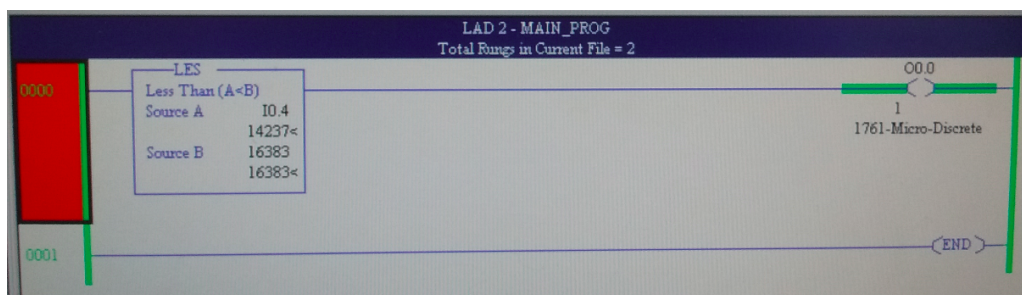 LAD 2 - MAIN_PROG
Total Rungs in Current File = 2
0000
LES
Less Than (A<B)
Source A I0.4
14237<
Source B 16383
16383<
O0.0
1
1761-Micro-Discrete
0001
END